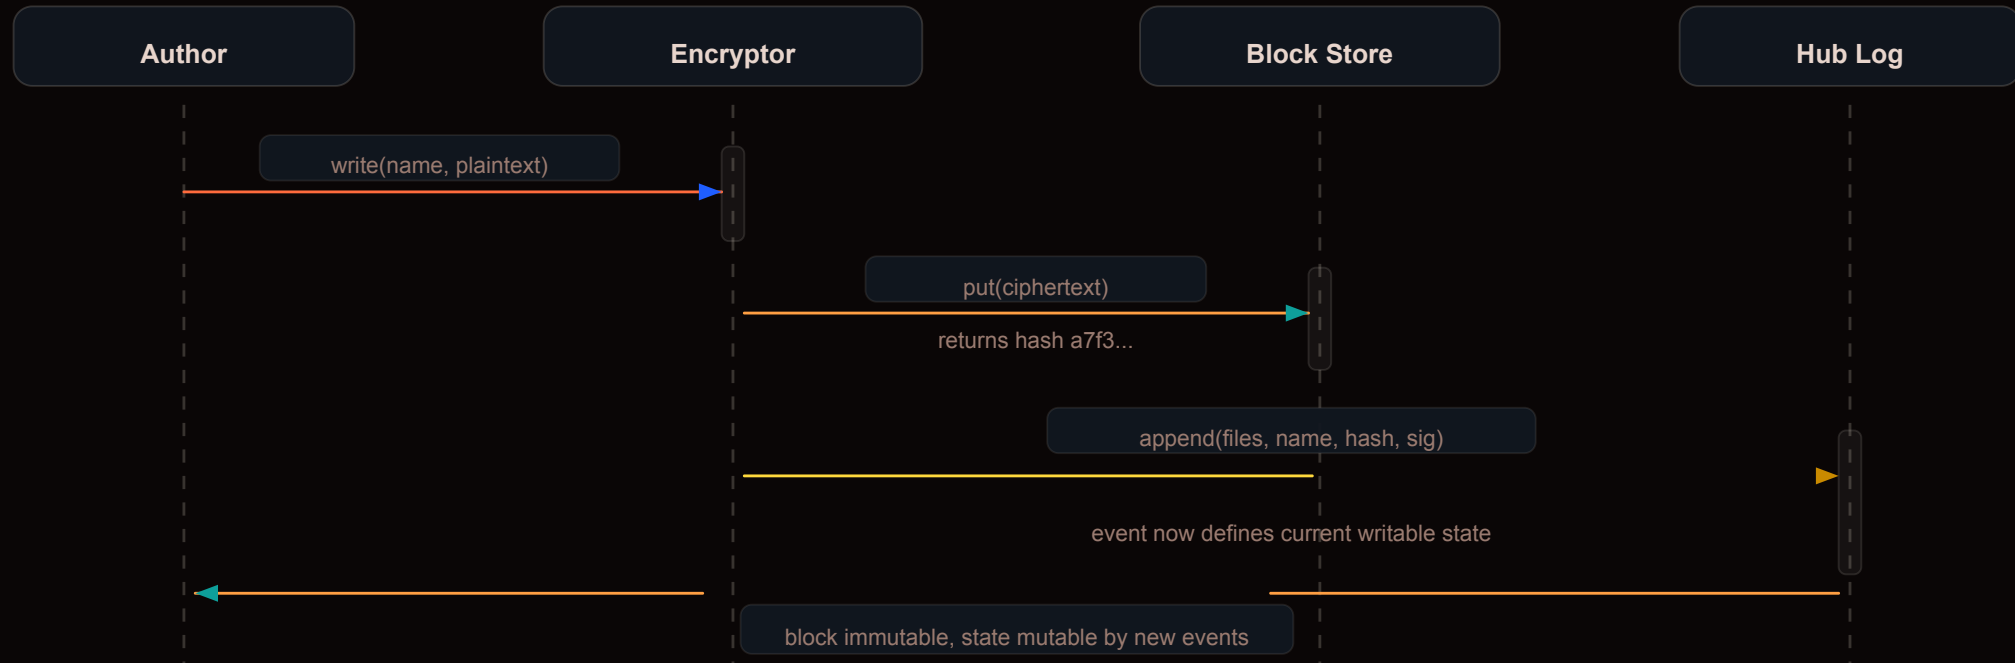 Author
Encryptor
Block Store
Hub Log
write(name, plaintext)
put(ciphertext)
returns hash a7f3...
append(files, name, hash, sig)
event now defines current writable state
block immutable, state mutable by new events